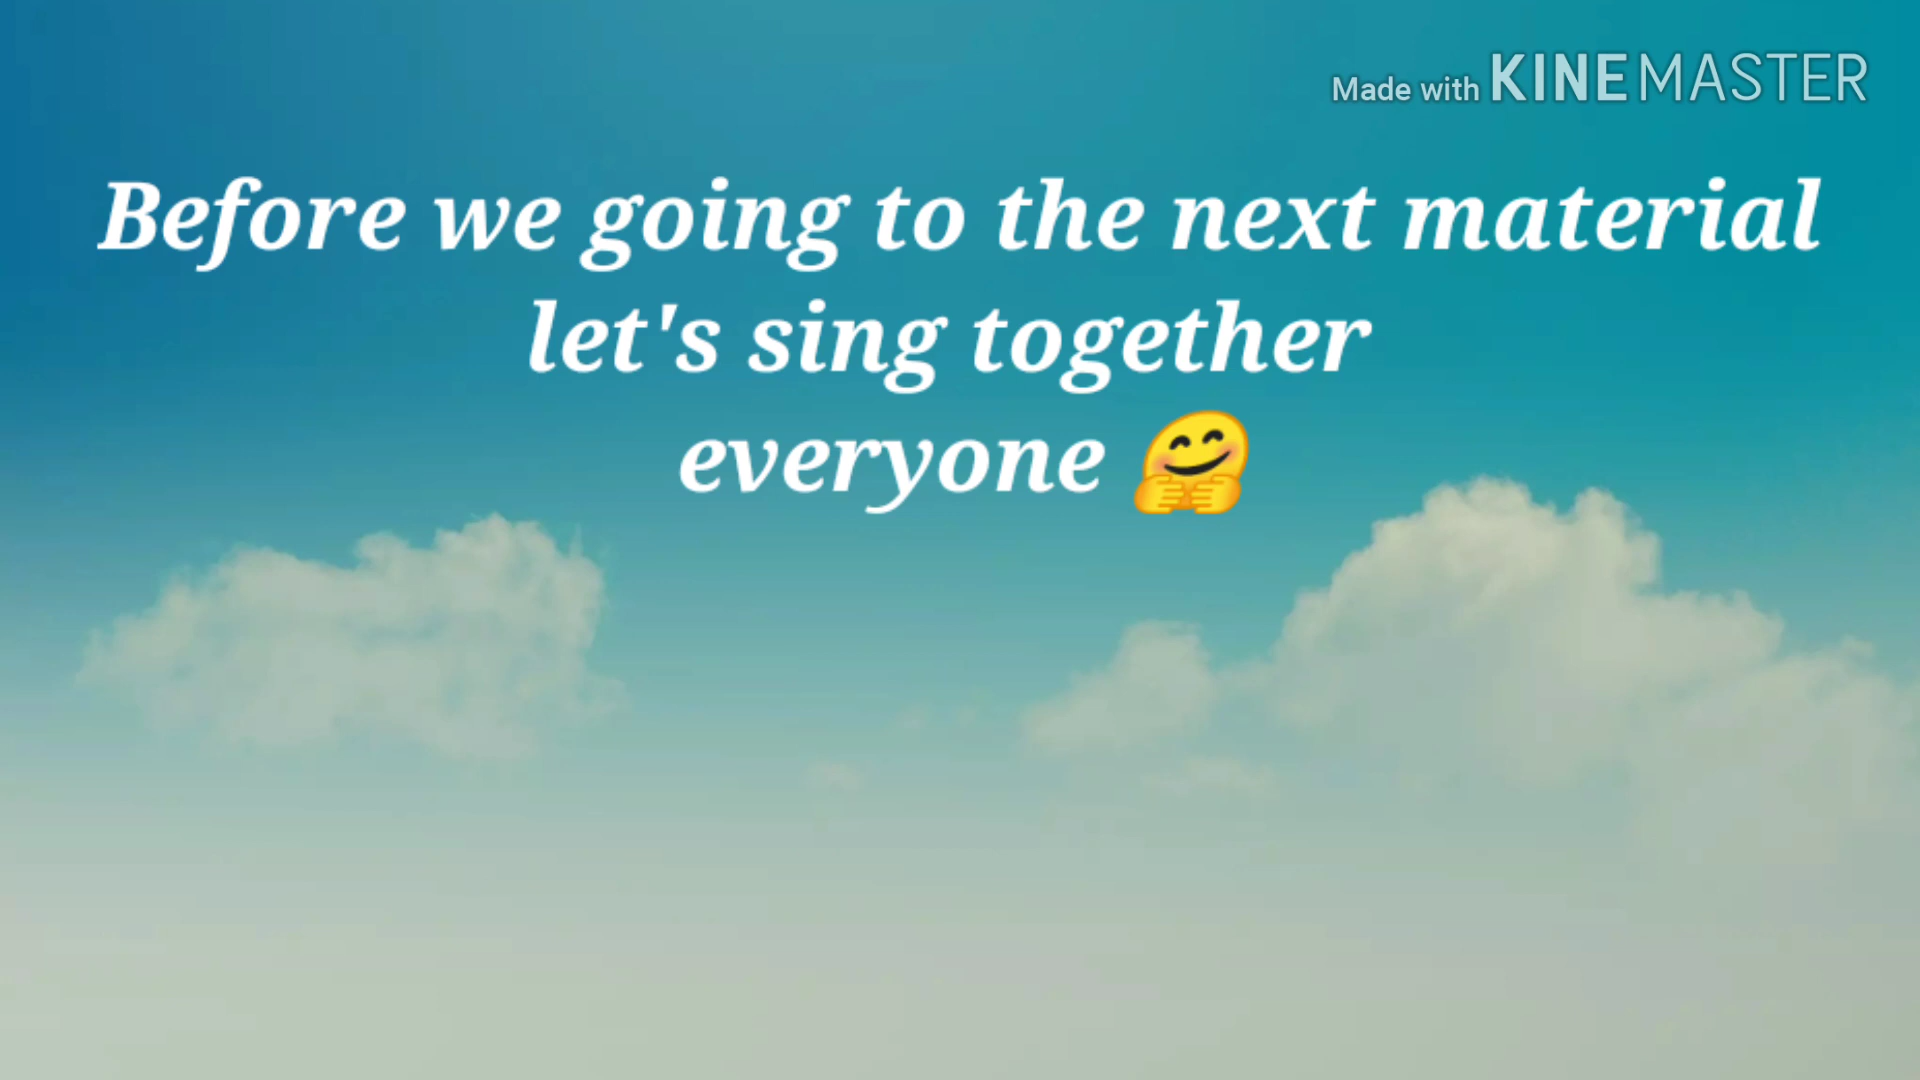 Made with KINEMASTER
Before we going to the next material
let's sing together
everyone 🤗